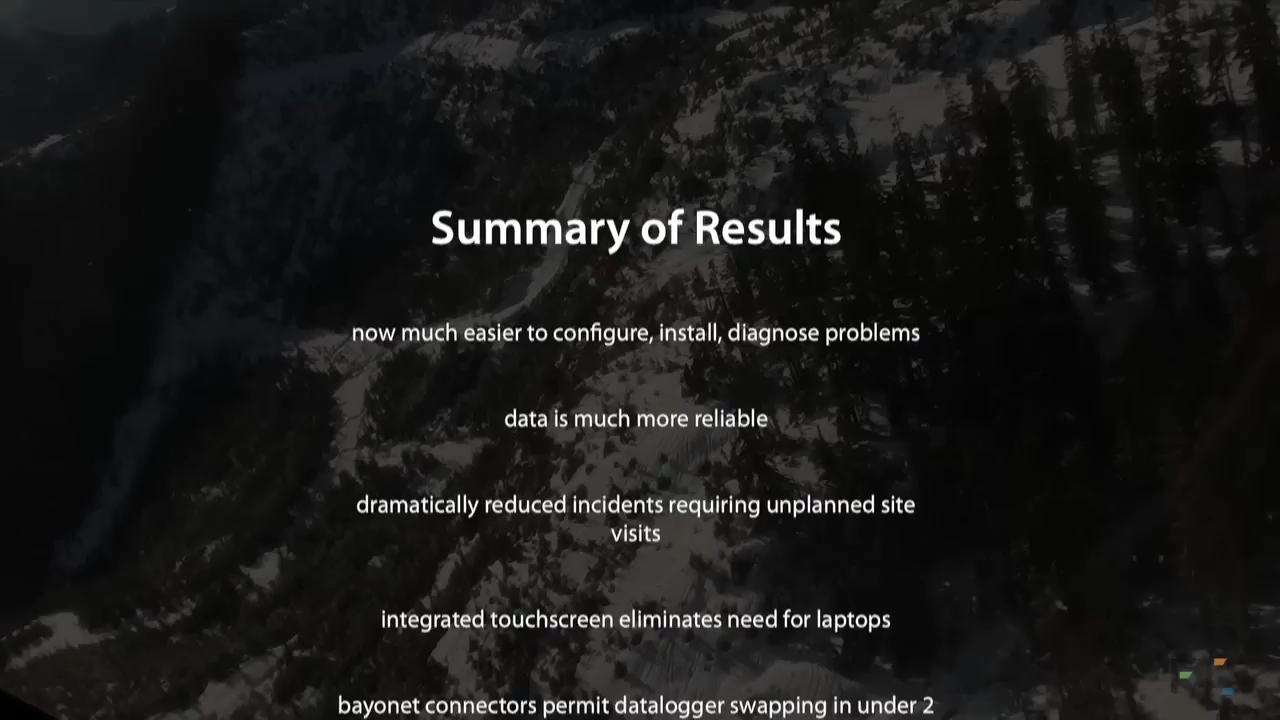 Summary of Results
now much easier to configure, install, diagnose problems
data is much more reliable
dramatically reduced incidents requiring unplanned site
visits
integrated touchscreen eliminates need for laptops
bayonet connectors permit datalogger swapping in under 2